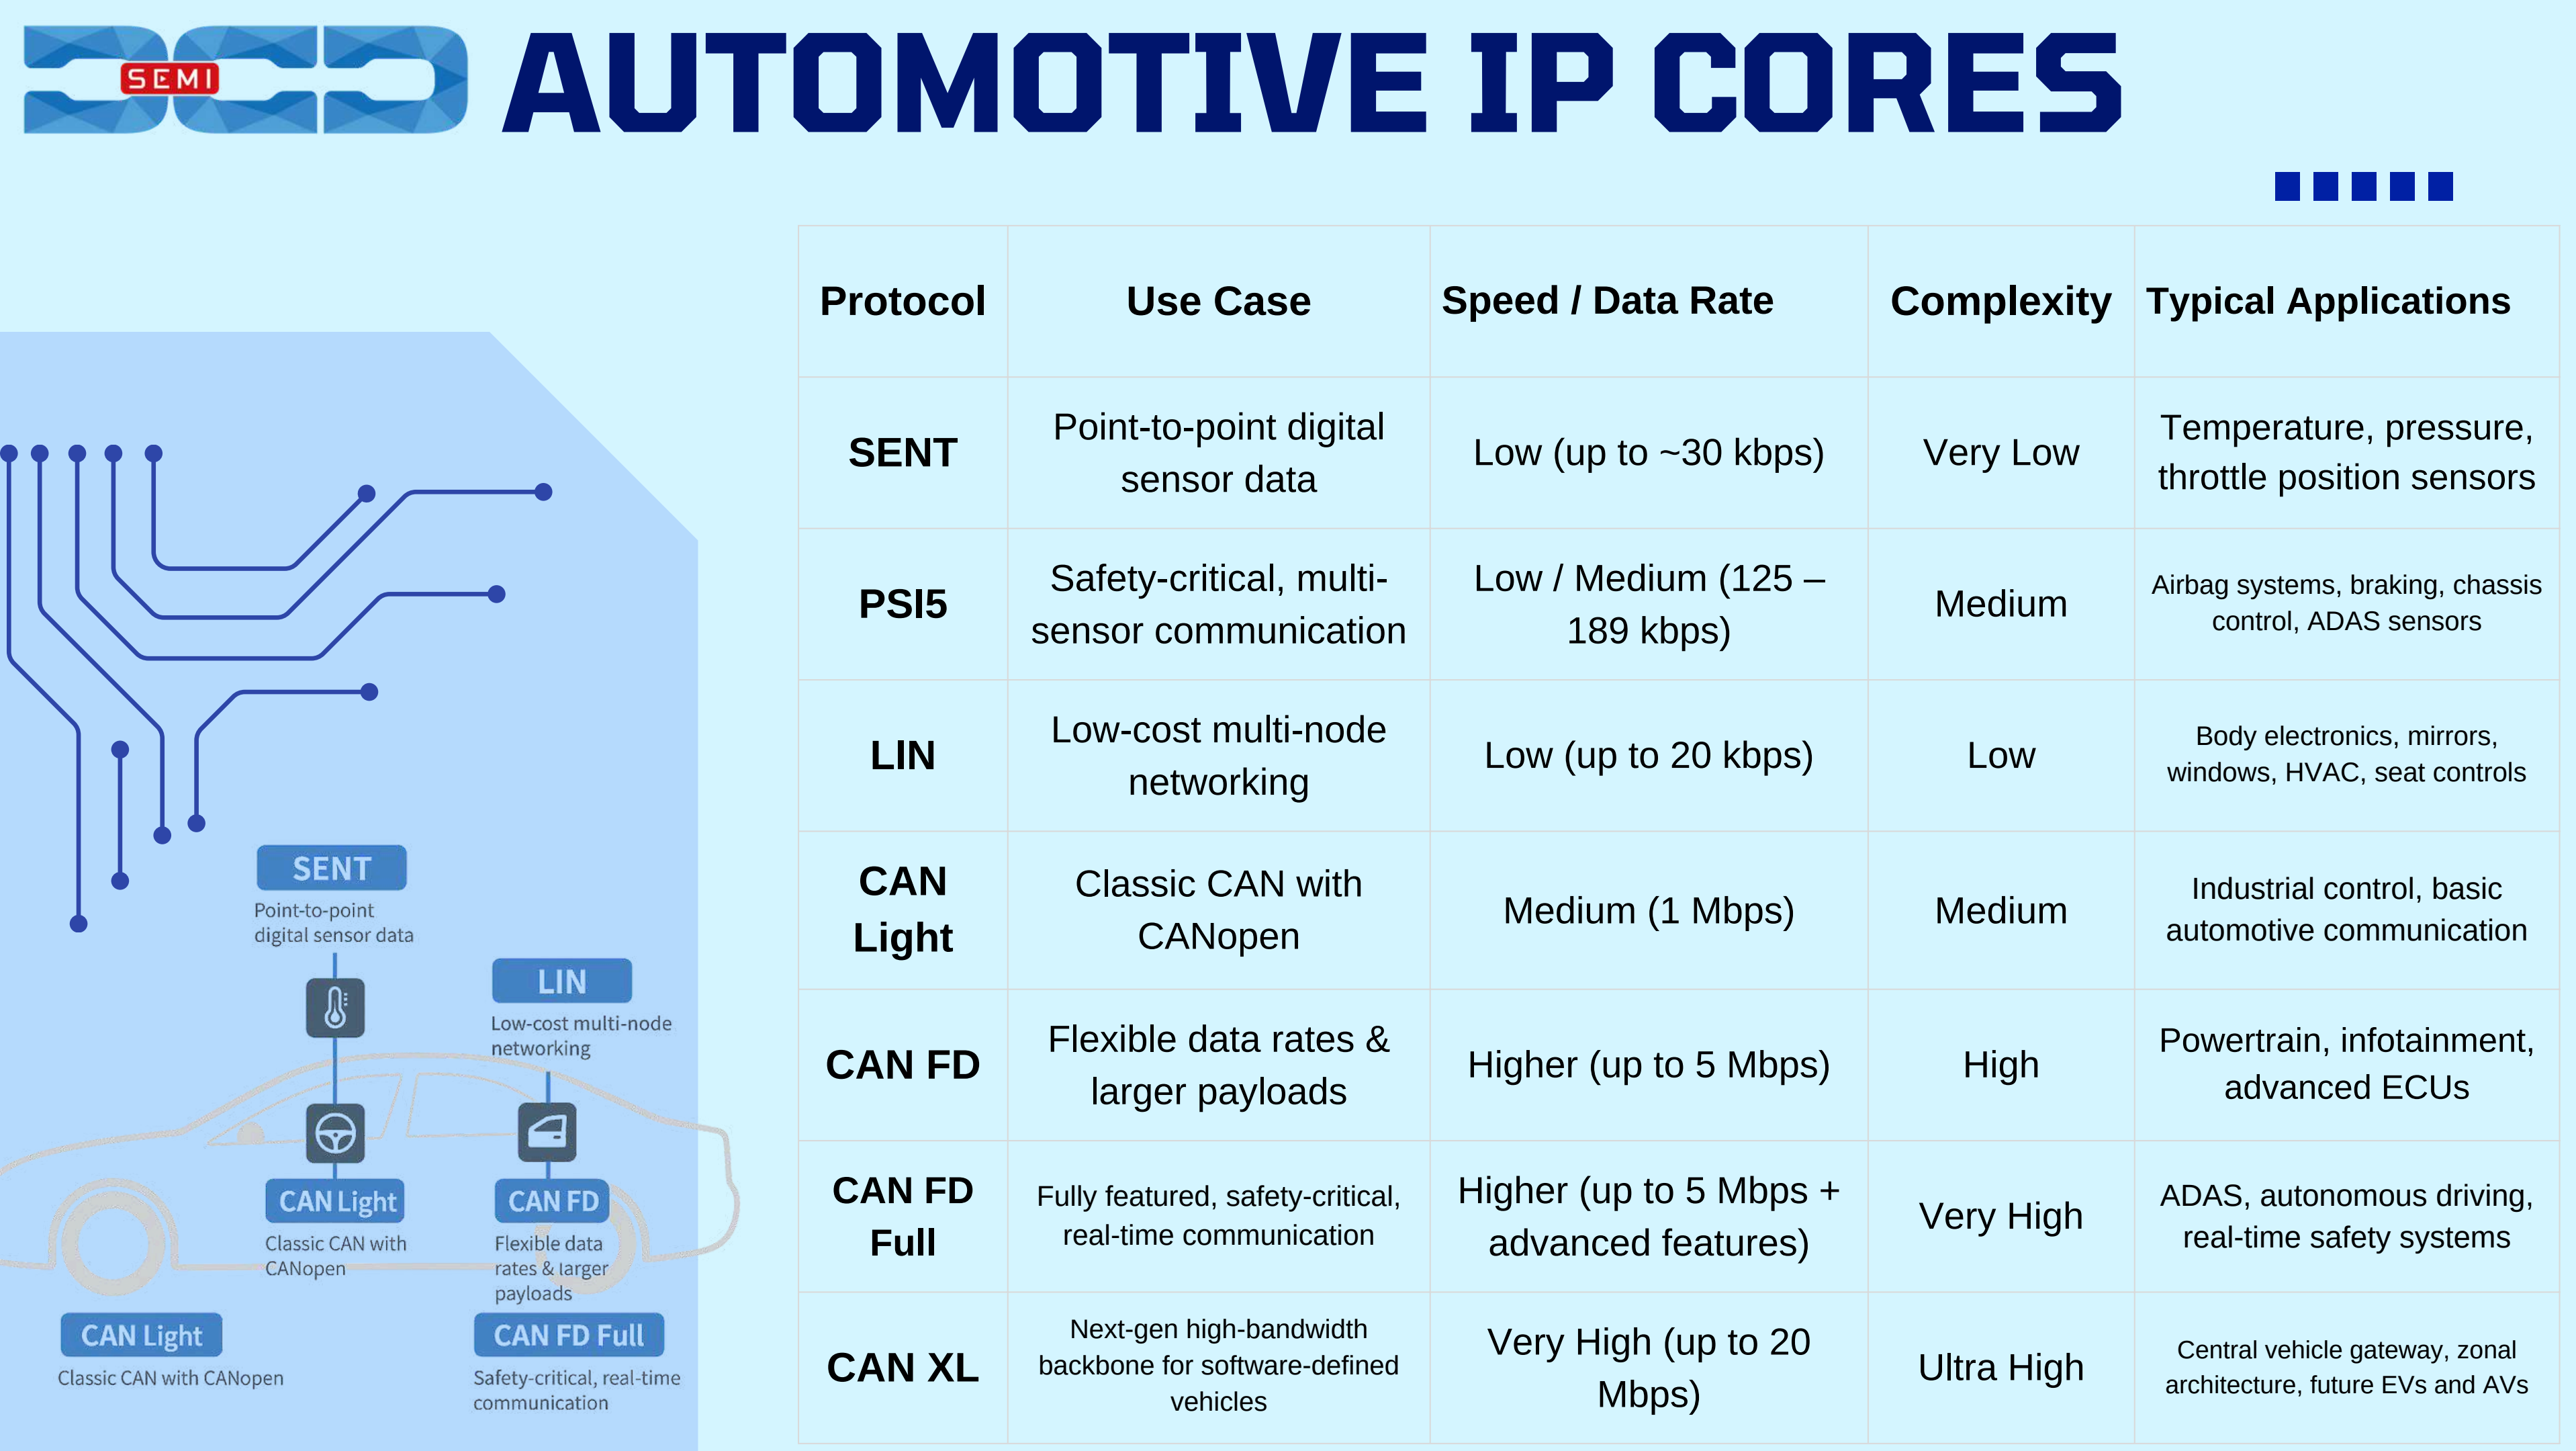 SEMI
AUTOMOTIVE IP CORES
Protocol
Use Case
Speed / Data Rate
Complexity
Typical Applications
SENT
Point-to-point digital
sensor data
Low (up to ~30 kbps)
Very Low
Temperature, pressure,
throttle position sensors
PSI5
Safety-critical, multi-
sensor communication
Low / Medium (125 –
189 kbps)
Medium
Airbag systems, braking, chassis
control, ADAS sensors
LIN
Low-cost multi-node
networking
Low (up to 20 kbps)
Low
Body electronics, mirrors,
windows, HVAC, seat controls
CAN
Light
Classic CAN with
CANopen
Medium (1 Mbps)
Medium
Industrial control, basic
automotive communication
CAN FD
Flexible data rates &
larger payloads
Higher (up to 5 Mbps)
High
Powertrain, infotainment,
advanced ECUs
CAN FD
Full
Fully featured, safety-critical,
real-time communication
Higher (up to 5 Mbps +
advanced features)
Very High
ADAS, autonomous driving,
real-time safety systems
CAN XL
Next-gen high-bandwidth
backbone for software-defined
vehicles
Very High (up to 20
Mbps)
Ultra High
Central vehicle gateway, zonal
architecture, future EVs and AVs
SENT
Point-to-point
digital sensor data
LIN
Low-cost multi-node
networking
CAN Light
Classic CAN with
CANopen
CAN FD
Flexible data
rates & larger
payloads
CAN Light
Classic CAN with CANopen
CAN FD Full
Safety-critical, real-time
communication